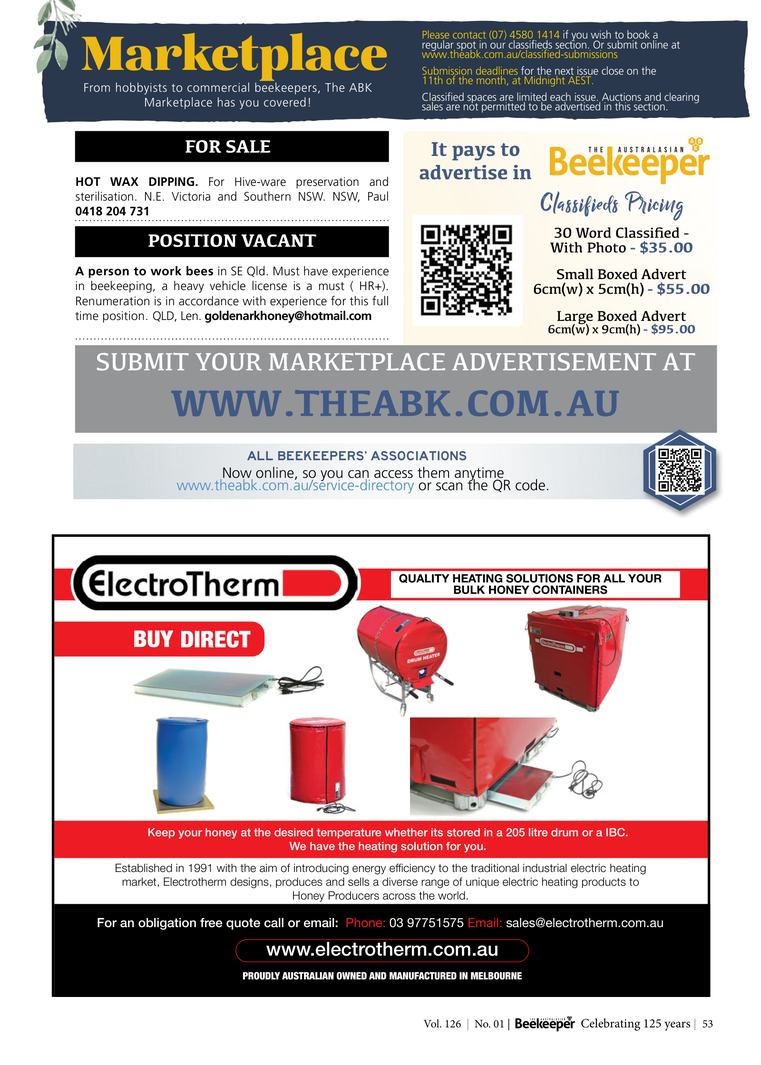 Marketplace
From hobbyists to commercial beekeepers, The ABK
Marketplace has you covered!
Please contact (07) 4580 1414 if you wish to book a
regular spot in our classifieds section. Or submit online at
www.theabk.com.au/classified-submissions
Submission deadlines for the next issue close on the
11th of the month, at Midnight AEST.
Classified spaces are limited each issue. Auctions and clearing
sales are not permitted to be advertised in this section.
FOR SALE
HOT WAX DIPPING. For Hive-ware preservation and
sterilisation. N.E. Victoria and Southern NSW. NSW, Paul
0418 204 731
POSITION VACANT
A person to work bees in SE Qld. Must have experience
in beekeeping, a heavy vehicle license is a must ( HR+).
Renumeration is in accordance with experience for this full
time position. QLD, Len. goldenarkhoney@hotmail.com
It pays to
advertise in
THE AUSTRALASIAN
Beekeeper
Classifieds Pricing
30 Word Classified -
With Photo - $35.00
Small Boxed Advert
6cm(w) x 5cm(h) - $55.00
Large Boxed Advert
6cm(w) x 9cm(h) - $95.00
SUBMIT YOUR MARKETPLACE ADVERTISEMENT AT
WWW.THEABK.COM.AU
ALL BEEKEEPERS' ASSOCIATIONS
Now online, so you can access them anytime
www.theabk.com.au/service-directory or scan the QR code.
ElectroTherm
QUALITY HEATING SOLUTIONS FOR ALL YOUR
BULK HONEY CONTAINERS
BUY DIRECT
DRUM HEATER
ElectroTherm
Keep your honey at the desired temperature whether its stored in a 205 litre drum or a IBC.
We have the heating solution for you.
Established in 1991 with the aim of introducing energy efficiency to the traditional industrial electric heating
market, Electrotherm designs, produces and sells a diverse range of unique electric heating products to
Honey Producers across the world.
For an obligation free quote call or email: Phone: 03 97751575 Email: sales@electrotherm.com.au
www.electrotherm.com.au
PROUDLY AUSTRALIAN OWNED AND MANUFACTURED IN MELBOURNE
Vol. 126 | No. 01 | Beekeeper Celebrating 125 years | 53